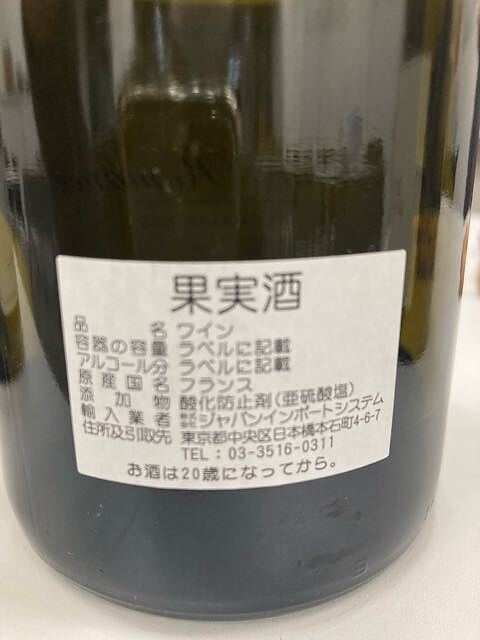 果実酒
品名 ワイン
容器の容量 ラベルに記載
アルコール分 ラベルに記載
原産国名 フランス
添加物 酸化防止剤(亜硫酸塩)
輸入業者 株式会社ジャパンインポートシステム
住所及引取先 東京都中央区日本橋本石町4-6-7
TEL:03-3516-0311
お酒は20歳になってから。